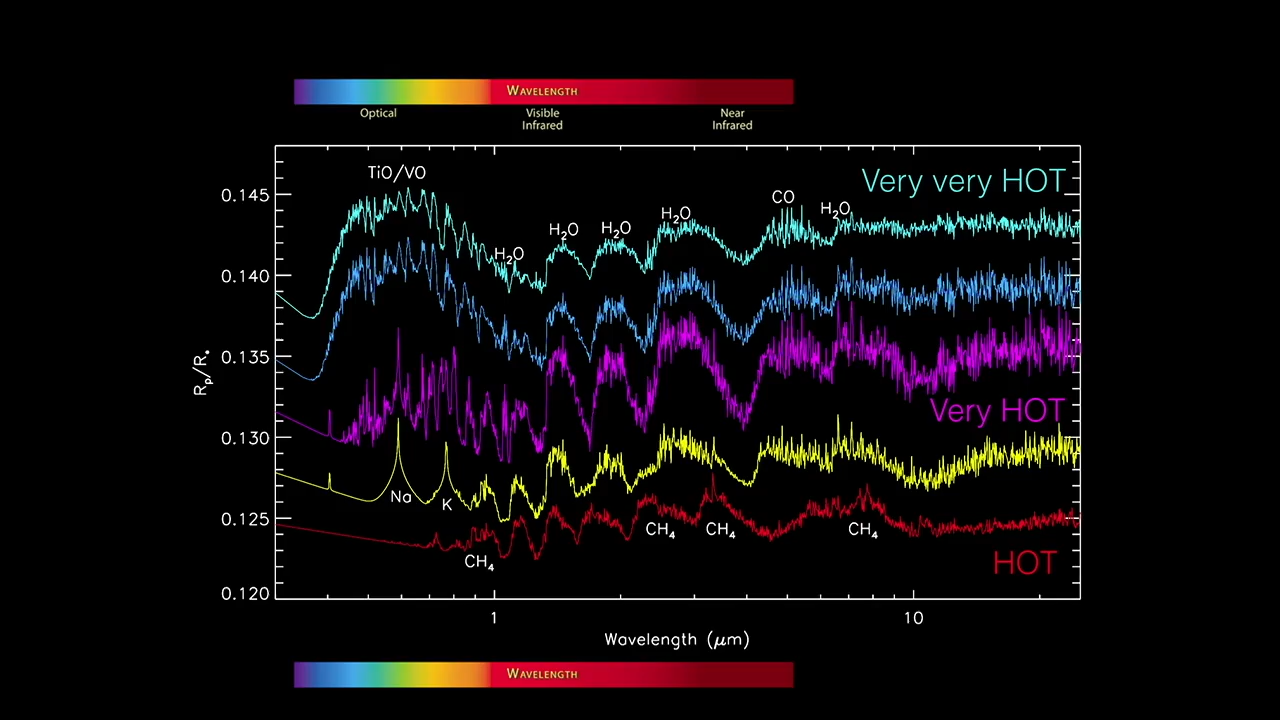 WAVELENGTH
Optical
Visible
Infrared
Near
Infrared
TiO/VO
Very very HOT
0.145
CO
H₂O
H₂O
H₂O
H₂O
H₂O
0.140
0.135
Rₚ/R*
Very HOT
0.130
Na
K
0.125
CH₄
CH₄
CH₄
CH₄
HOT
0.120
1
10
Wavelength (μm)
WAVELENGTH